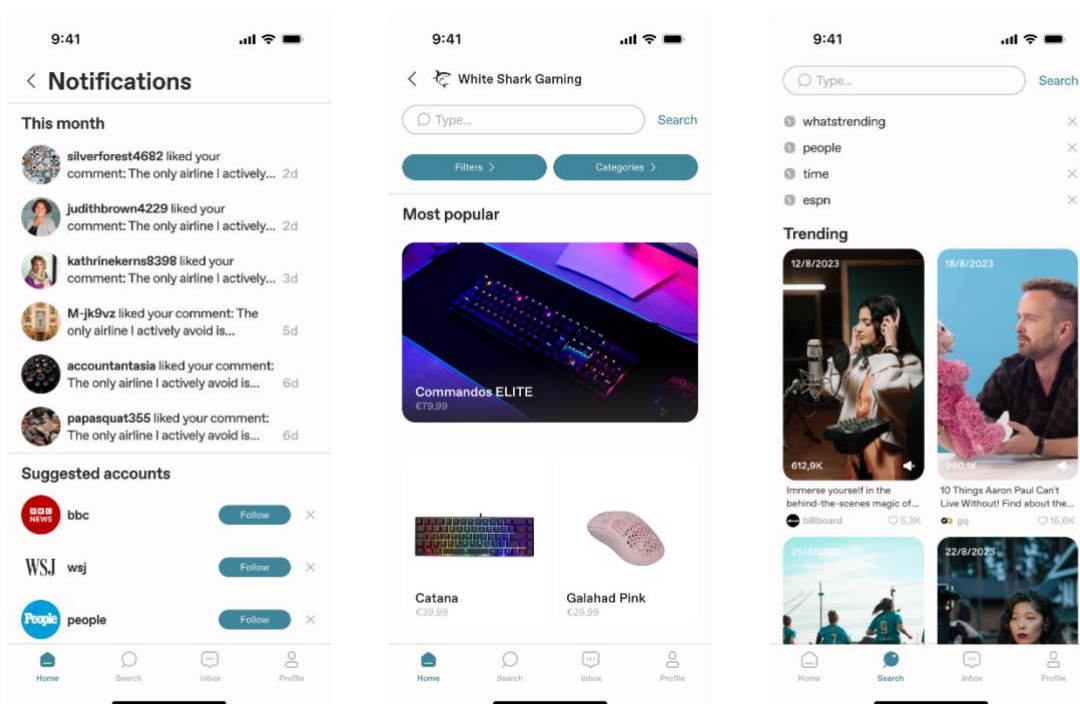 9:41
Notifications
This month
silverforest4682 liked your
comment: The only airline I actively... 2d
judithbrown4229 liked your
comment: The only airline I actively... 2d
kathrinekerns8398 liked your
comment: The only airline I actively... 3d
M-jk9vz liked your comment: The
only airline I actively avoid is... 5d
accountantasia liked your comment:
The only airline I actively avoid is... 6d
papasquat355 liked your comment:
The only airline I actively avoid is... 6d
Suggested accounts
BBC
NEWS
bbc Follow
WSJ wsj Follow
People people Follow
Home Search Inbox Profile
9:41
White Shark Gaming
Type... Search
Filters > Categories >
Most popular
Commandos ELITE
€79,99
Catana
€39,99
Galahad Pink
€29,99
Home Search Inbox Profile
9:41
Type... Search
whatstrending
people
time
espn
Trending
12/8/2023
612,9K
Immerse yourself in the
behind-the-scenes magic of...
billboard 5,3K
18/8/2023
960,1K
10 Things Aaron Paul Can't
Live Without! Find about the...
GQ gq 15,6K
25/8/2023
9
22/8/2023
Home Search Inbox Profile